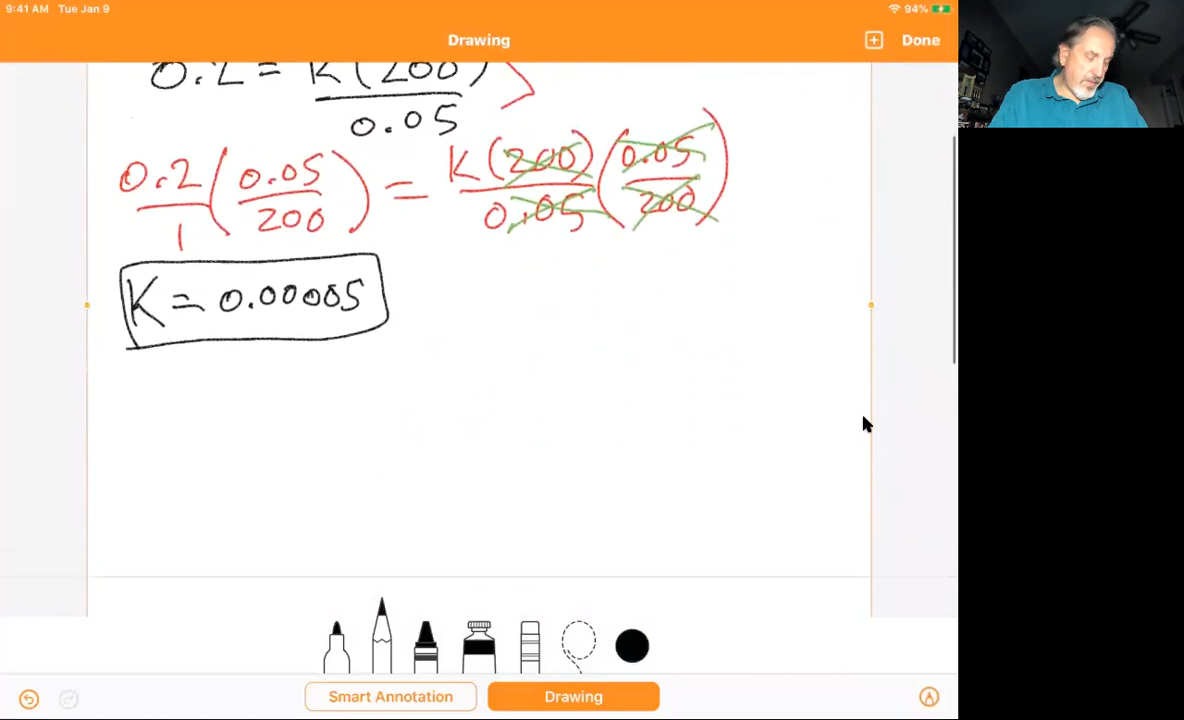 9:41 AM Tue Jan 9 94%
Drawing Done
0.2 = K(200)
0.05
0.2/1 (0.05/200) = K(200)/0.05 (0.05/200)
K = 0.00005
Smart Annotation Drawing